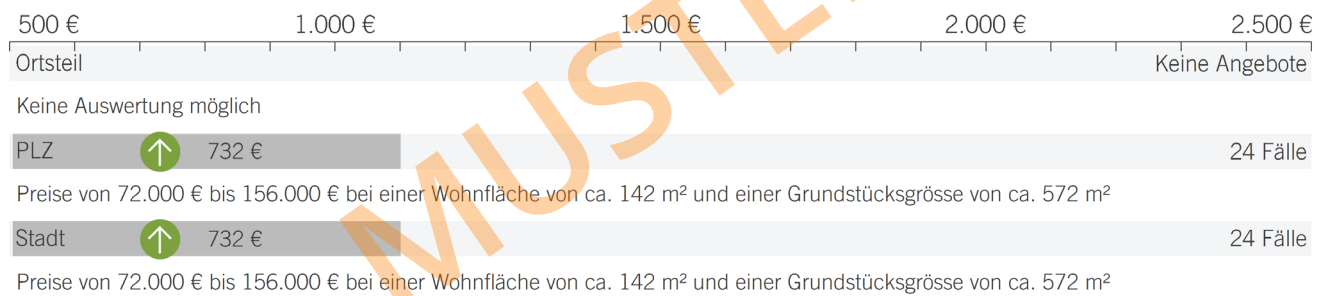 500 € 1.000 € 1.500 € 2.000 € 2.500 €
Ortsteil Keine Angebote
Keine Auswertung möglich
PLZ 732 € 24 Fälle
Preise von 72.000 € bis 156.000 € bei einer Wohnfläche von ca. 142 m² und einer Grundstücksgrösse von ca. 572 m²
Stadt 732 € 24 Fälle
Preise von 72.000 € bis 156.000 € bei einer Wohnfläche von ca. 142 m² und einer Grundstücksgrösse von ca. 572 m²
MUSTE